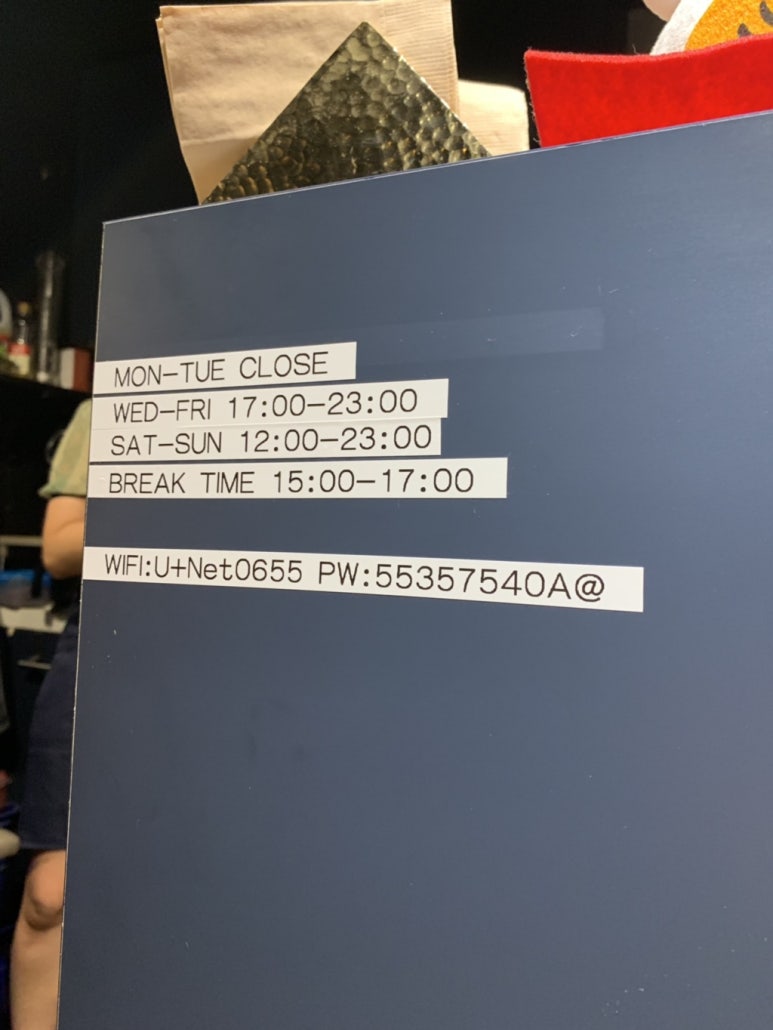 MON-TUE CLOSE
WED-FRI 17:00-23:00
SAT-SUN 12:00-23:00
BREAK TIME 15:00-17:00
WIFI:U+Net0655 PW:55357540A@